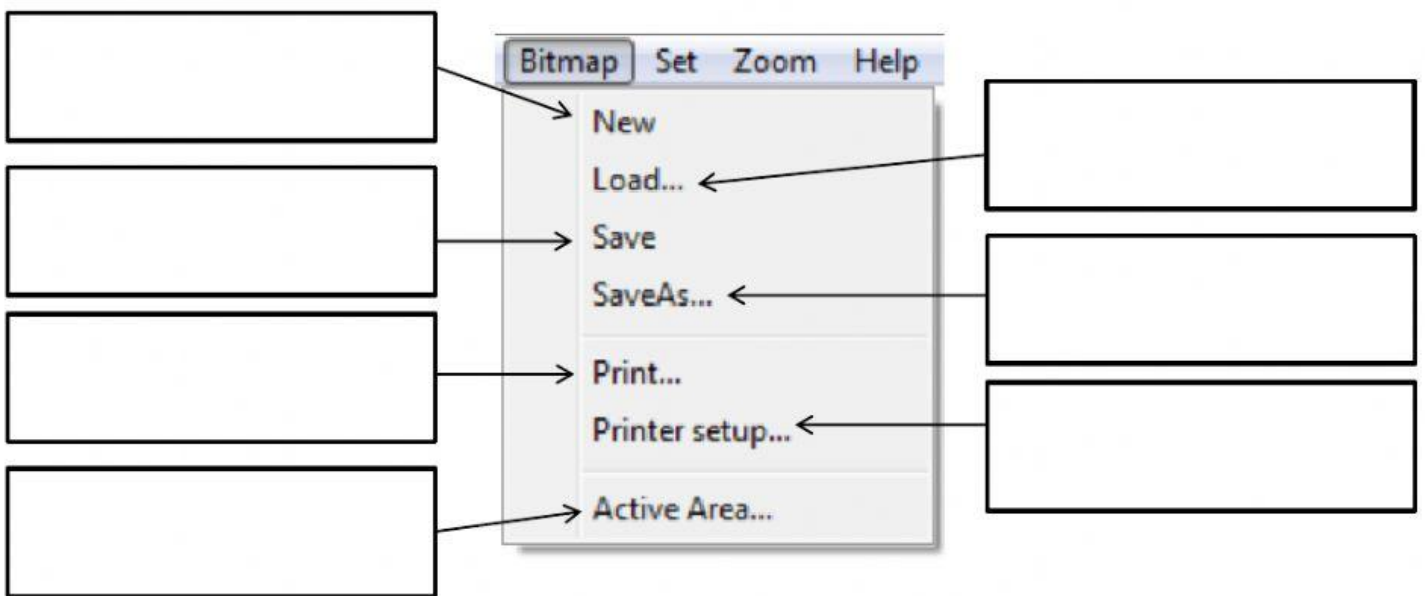 Bitmap Set Zoom Help
New
Load...
Save
SaveAs...
Print...
Printer setup...
Active Area...